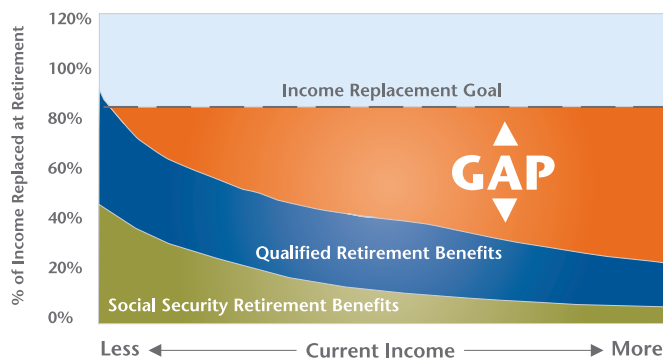 % of Income Replaced at Retirement
120%
100%
80%
60%
40%
20%
0%
Income Replacement Goal
GAP
Qualified Retirement Benefits
Social Security Retirement Benefits
Less
Current Income
More